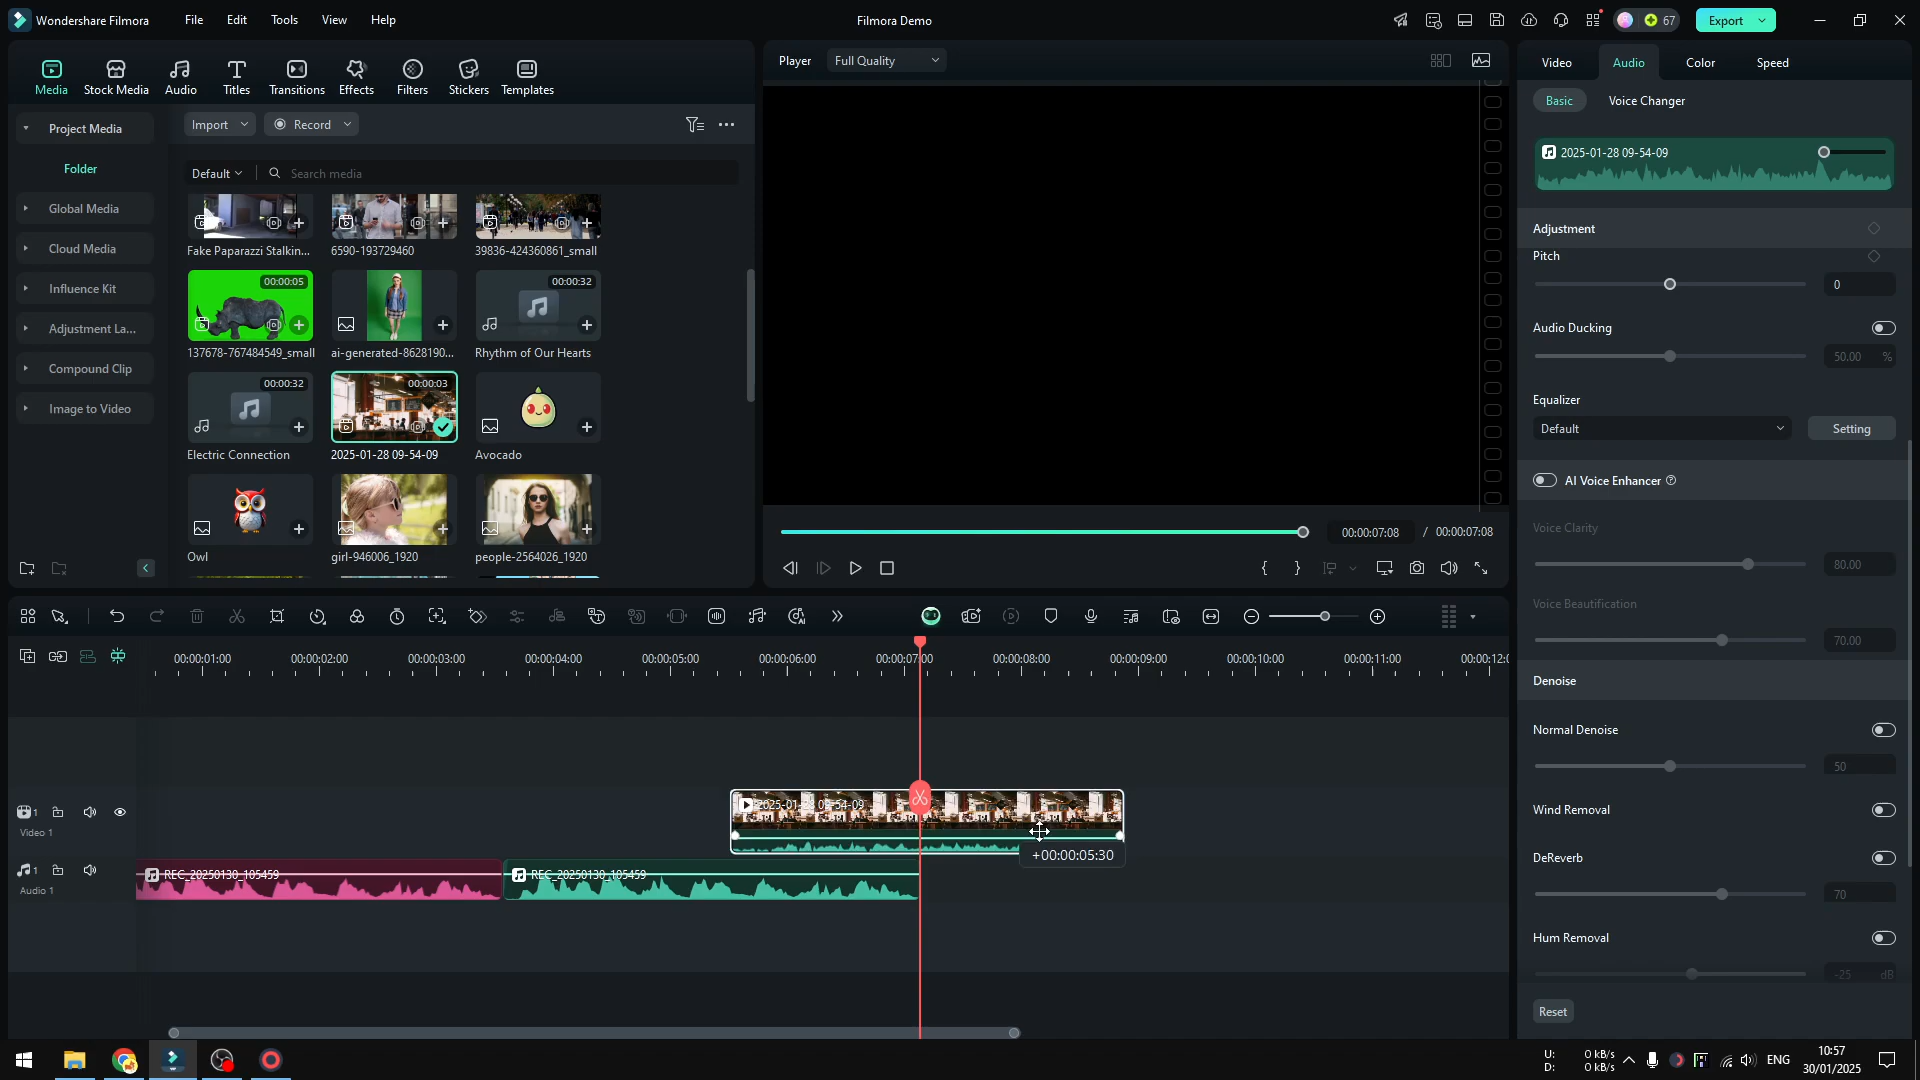 Wondershare Filmora File Edit Tools View Help Filmora Demo 67 Export
Media Stock Media Audio Titles Transitions Effects Filters Stickers Templates
Player Full Quality
Video Audio Color Speed
Project Media
Folder
Global Media
Cloud Media
Influence Kit
Adjustment La...
Compound Clip
Image to Video
Import Record
Default Search media
Fake Paparazzi Stalkin... 6590-193729460 39836-424360861_small
00:00:05 00:00:32
137678-767484549_small ai-generated-8628190... Rhythm of Our Hearts
00:00:32 00:00:03
Electric Connection 2025-01-28 09-54-09 Avocado
Owl girl-946006_1920 people-2564026_1920
00:00:07:08 / 00:00:07:08
Basic Voice Changer
2025-01-28 09-54-09
Adjustment
Pitch
0
Audio Ducking
50.00 %
Equalizer
Default Setting
AI Voice Enhancer
Voice Clarity
80.00
Voice Beautification
70.00
Denoise
Normal Denoise
50
Wind Removal
DeReverb
70
Hum Removal
-25 dB
Reset
00:00:01:00 00:00:02:00 00:00:03:00 00:00:04:00 00:00:05:00 00:00:06:00 00:00:07:00 00:00:08:00 00:00:09:00 00:00:10:00 00:00:11:00 00:00:12:0
1
Video 1
2025-01-28 09-54-09
+00:00:05:30
1
Audio 1
REC_20250130_105459 REC_20250130_105459
U: 0 kB/s
D: 0 kB/s
ENG
10:57
30/01/2025